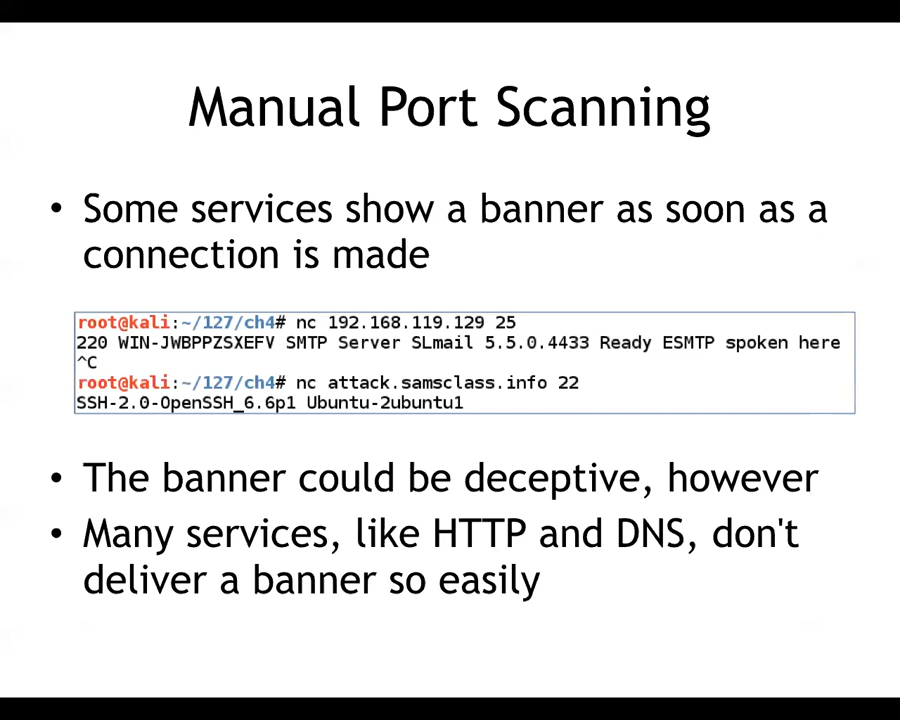 Manual Port Scanning
• Some services show a banner as soon as a
connection is made
root@kali:~/127/ch4# nc 192.168.119.129 25
220 WIN-JWBPPZSXEFV SMTP Server SLmail 5.5.0.4433 Ready ESMTP spoken here
^C
root@kali:~/127/ch4# nc attack.samsclass.info 22
SSH-2.0-OpenSSH_6.6p1 Ubuntu-2ubuntu1
• The banner could be deceptive, however
• Many services, like HTTP and DNS, don't
deliver a banner so easily